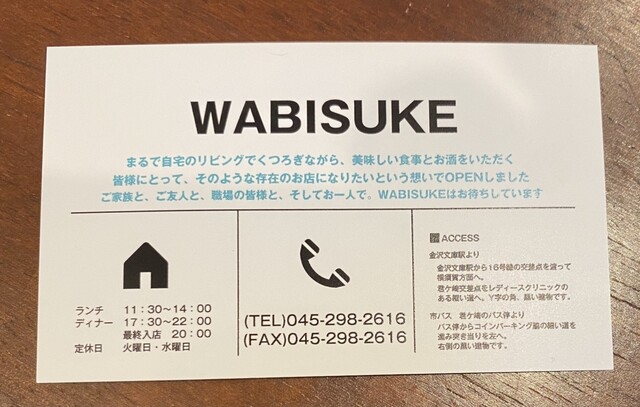 WABISUKE
まるで自宅のリビングでくつろぎながら、美味しい食事とお酒をいただく
皆様にとって、そのような存在のお店になりたいという想いでOPENしました
ご家族と、ご友人と、職場の皆様と、そしてお一人で。WABISUKEはお待ちしています
ランチ 11：30〜14：00
ディナー 17：30〜22：00
最終入店 20：00
定休日 火曜日・水曜日
(TEL)045-298-2616
(FAX)045-298-2616
ACCESS
金沢文庫駅より
金沢文庫駅から16号線の交差点を渡って
横須賀方面へ。
君ケ崎交差点をレディースクリニックの
ある細い道へ。Y字の角、黒い建物です。
市バス 君ケ崎のバス停より
バス停からコインパーキング脇の細い道を
進み突き当りを左へ。
右側の黒い建物です。